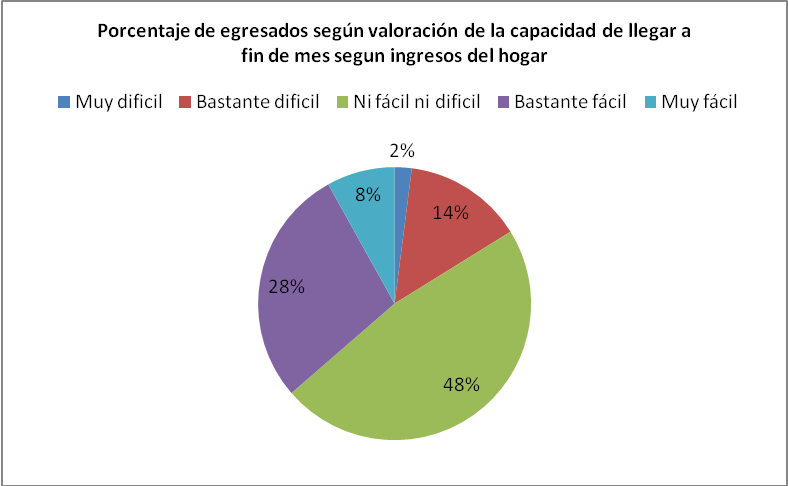 Porcentaje de egresados según valoración de la capacidad de llegar a
fin de mes segun ingresos del hogar
Muy dificil Bastante dificil Ni fácil ni dificil Bastante fácil Muy fácil
2%
8%
14%
28%
48%